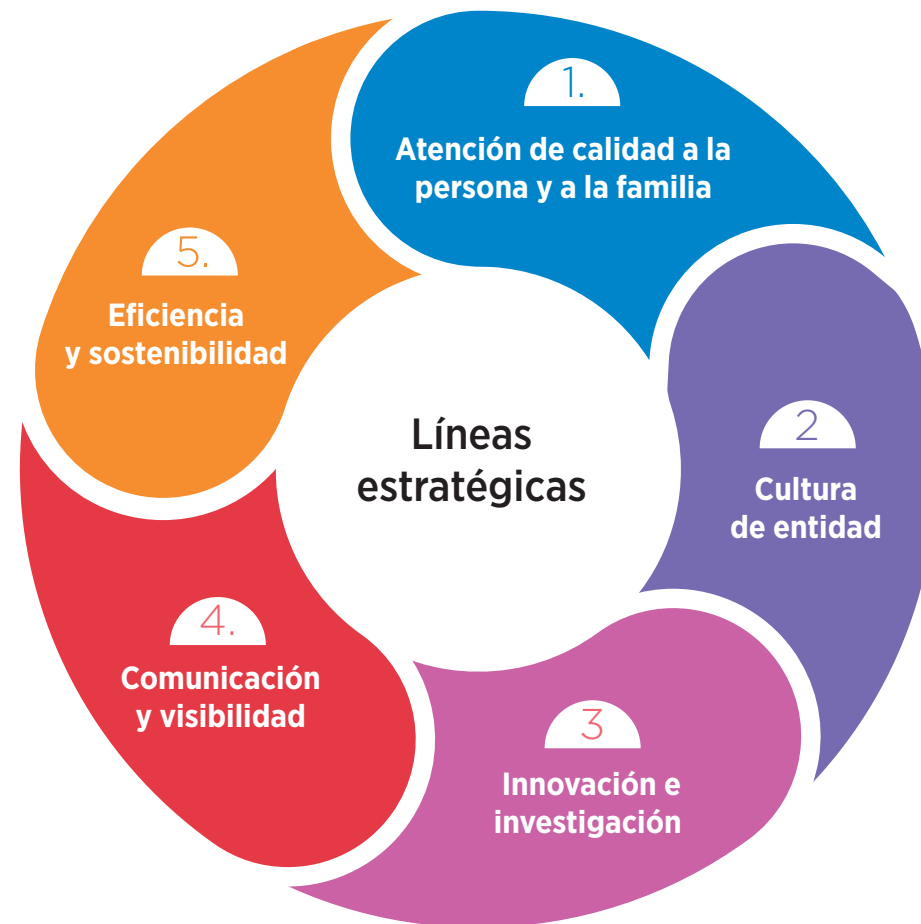 1.
Atención de calidad a la
persona y a la familia
2
Cultura
de entidad
3
Innovación e
investigación
4.
Comunicación
y visibilidad
5.
Eficiencia
y sostenibilidad
Líneas
estratégicas